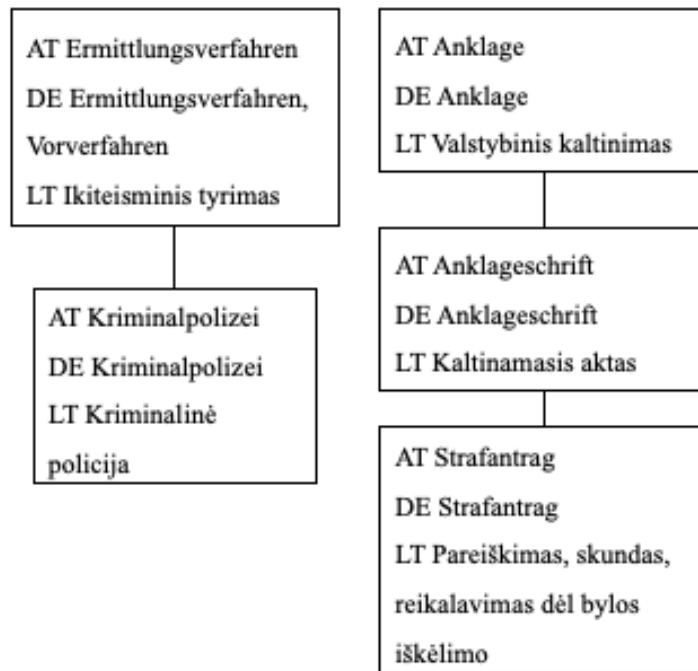 AT Ermittlungsverfahren
DE Ermittlungsverfahren,
Vorverfahren
LT Ikiteisminis tyrimas
AT Kriminalpolizei
DE Kriminalpolizei
LT Kriminalinė
policija
AT Anklage
DE Anklage
LT Valstybinis kaltinimas
AT Anklageschrift
DE Anklageschrift
LT Kaltinamasis aktas
AT Strafantrag
DE Strafantrag
LT Pareiškimas, skundas,
reikalavimas dėl bylos
iškėlimo